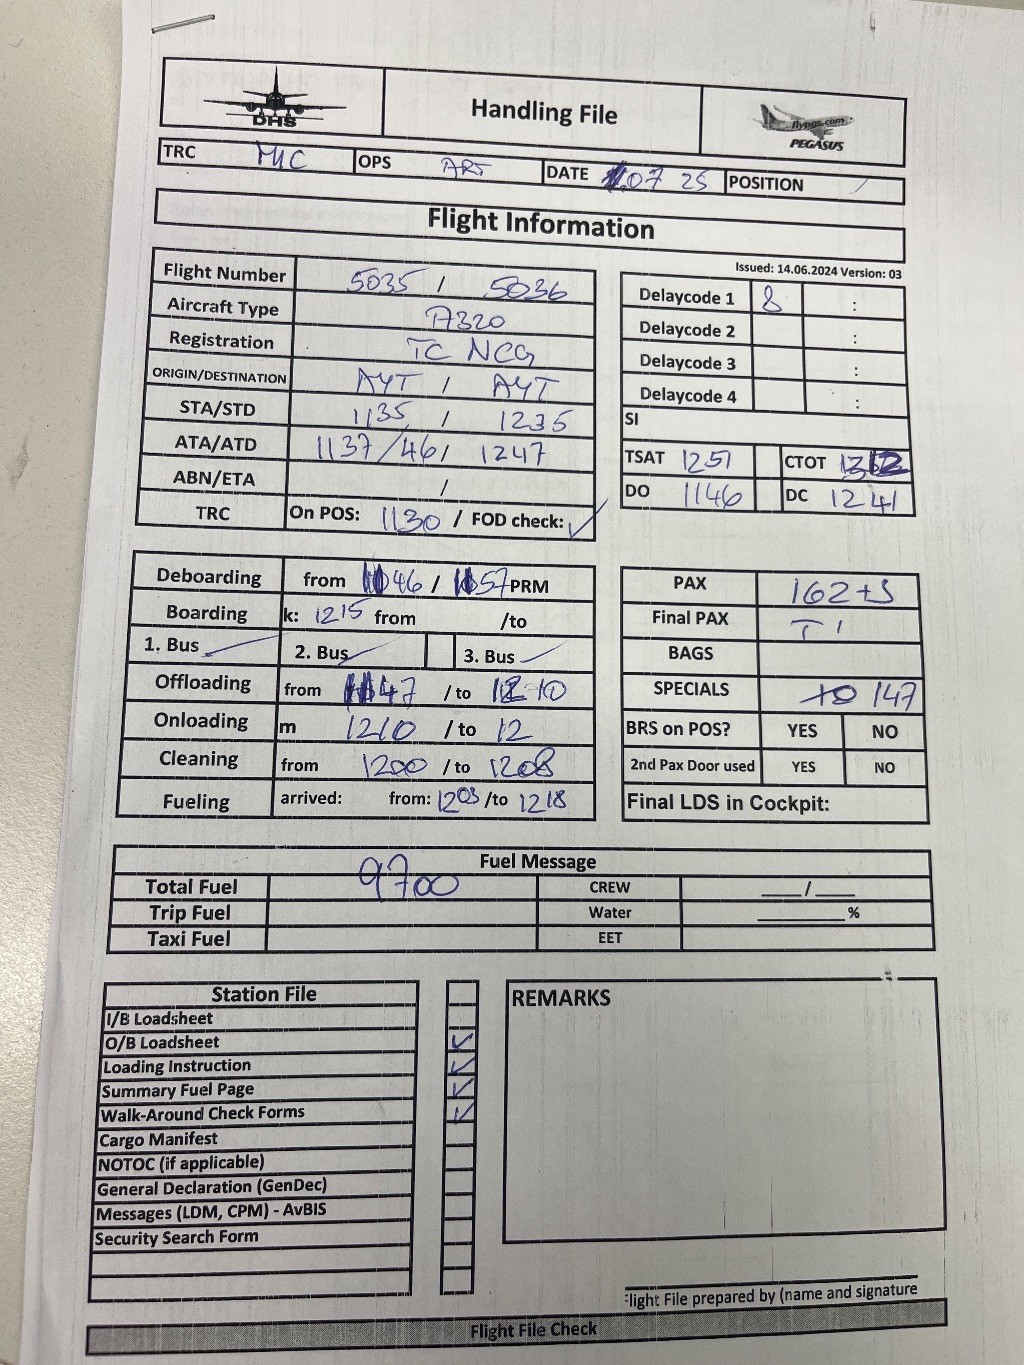 DHS
Handling File
flypgs.com
PEGASUS
TRC MIC OPS ART DATE 07 25 POSITION /
Flight Information
Issued: 14.06.2024 Version: 03
Flight Number 5035 / 5036
Aircraft Type A320
Registration TC NCG
ORIGIN/DESTINATION AYT / AYT
STA/STD 1135 / 1235
ATA/ATD 1137/46 / 1247
ABN/ETA /
TRC On POS: 1130 / FOD check: ✓
Delaycode 1 8 :
Delaycode 2 :
Delaycode 3 :
Delaycode 4 :
SI
TSAT 1251 CTOT
DO 1146 DC 1241
Deboarding from 46 / 57 PRM
Boarding k: 1215 from /to
1. Bus 2. Bus 3. Bus
Offloading from 47 / to 1210
Onloading m 1210 / to 12
Cleaning from 1200 / to 1208
Fueling arrived: from: 1203 /to 1218
PAX 162+3
Final PAX
BAGS
SPECIALS 147
BRS on POS? YES NO
2nd Pax Door used YES NO
Final LDS in Cockpit:
Fuel Message
Total Fuel 9700 CREW ____/____
Trip Fuel Water ________%
Taxi Fuel EET
Station File
I/B Loadsheet
O/B Loadsheet ✓
Loading Instruction ✓
Summary Fuel Page ✓
Walk-Around Check Forms ✓
Cargo Manifest
NOTOC (if applicable)
General Declaration (GenDec)
Messages (LDM, CPM) - AvBIS
Security Search Form
REMARKS
Flight File prepared by (name and signature
Flight File Check